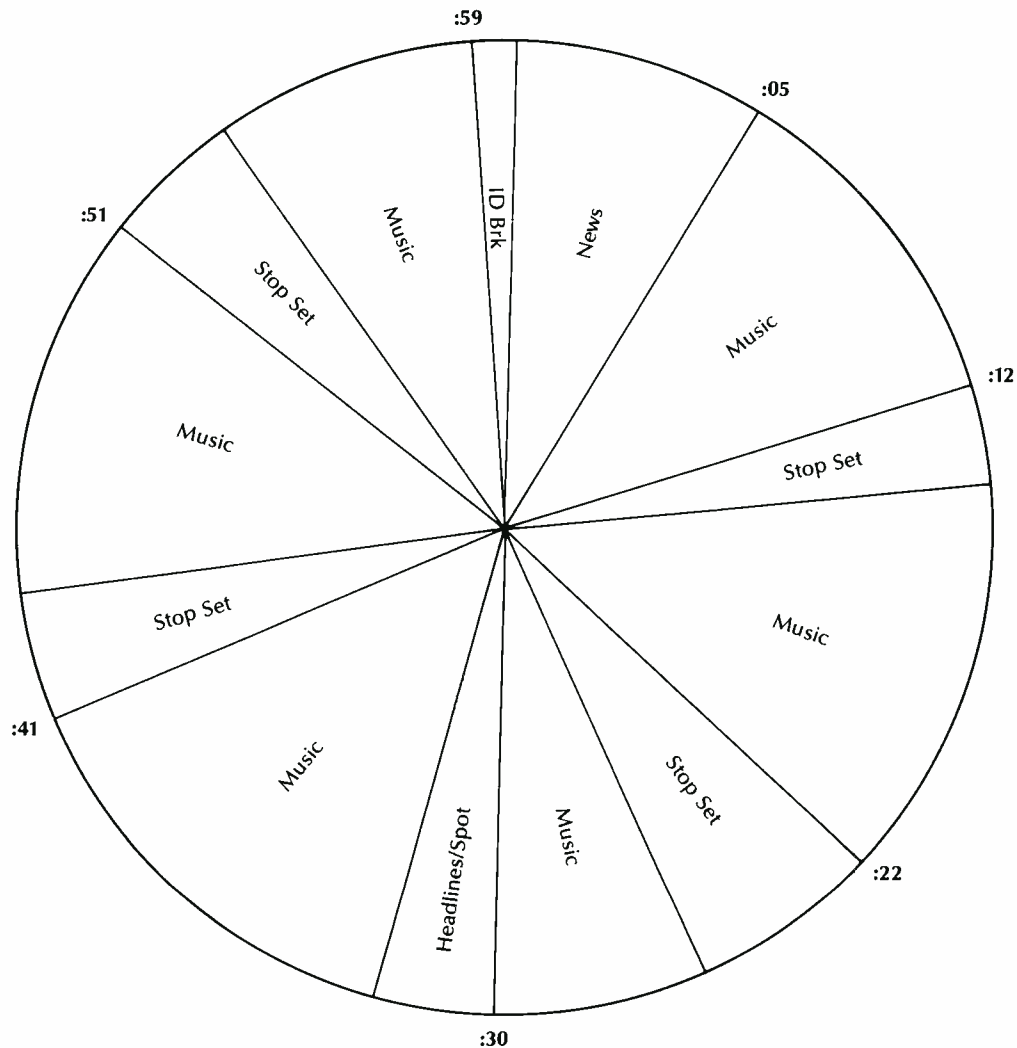 :59
ID Brk
News
:05
Music
:12
Stop Set
Music
:22
Stop Set
Music
:30
Headlines/Spot
Music
:41
Stop Set
Music
:51
Stop Set
Music